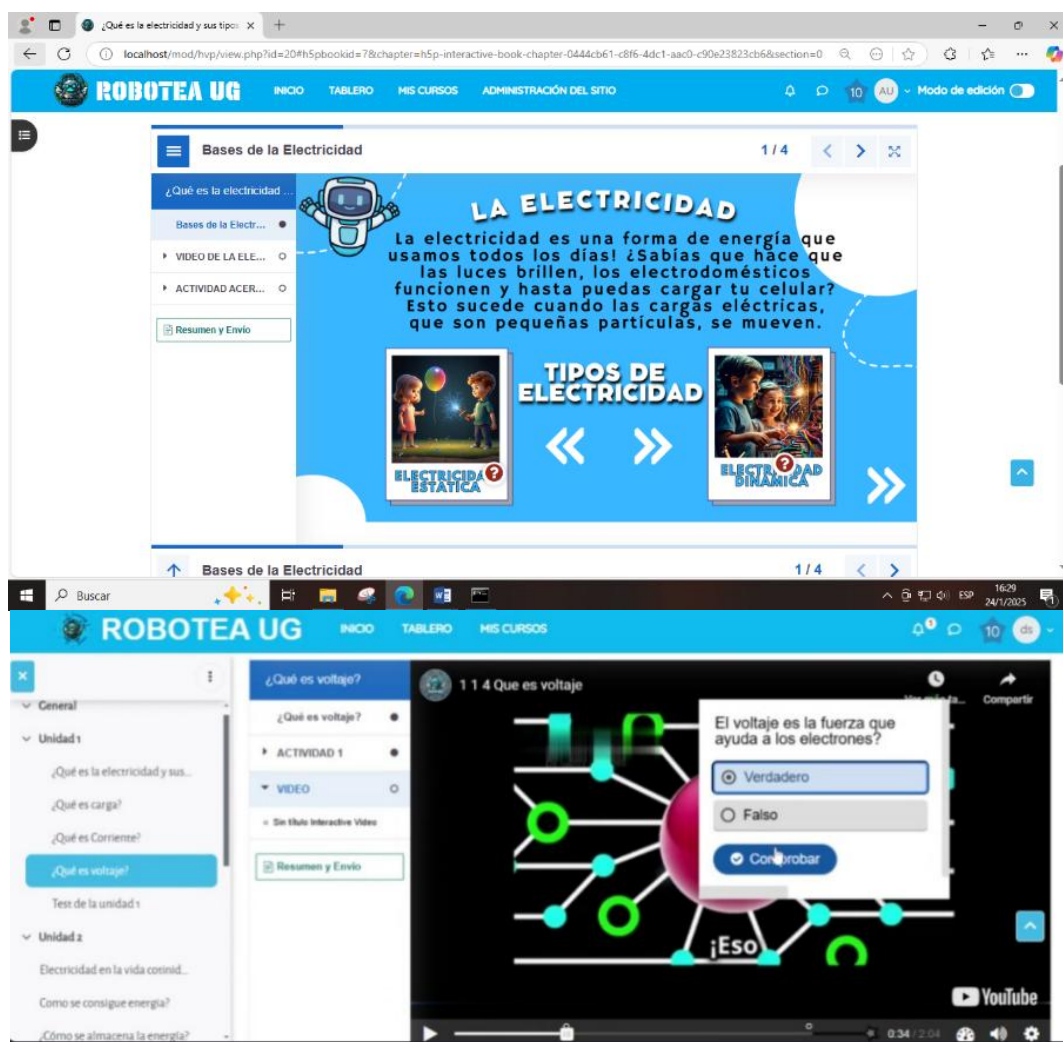 ¿Qué es la electricidad y sus tipos
localhost/mod/hvp/view.php?id=20#h5pbookid=7&chapter=h5p-interactive-book-chapter-0444cb61-c8f6-4dc1-aac0-c90e23823cb6&section=0
ROBOTEA UG INICIO TABLERO MIS CURSOS ADMINISTRACIÓN DEL SITIO 10 AU Modo de edición
Bases de la Electricidad 1 / 4
¿Qué es la electricidad ...
Bases de la Electr...
VIDEO DE LA ELE...
ACTIVIDAD ACER...
Resumen y Envío
LA ELECTRICIDAD
La electricidad es una forma de energía que
usamos todos los días! ¿Sabías que hace que
las luces brillen, los electrodomésticos
funcionen y hasta puedas cargar tu celular?
Esto sucede cuando las cargas eléctricas,
que son pequeñas partículas, se mueven.
TIPOS DE
ELECTRICIDAD
ELECTRICIDA ?
ESTÁTICA
ELECTR ? DAD
DINÁMICA
Bases de la Electricidad 1 / 4
Buscar ESP 16:29
24/1/2025
ROBOTEA UG INICIO TABLERO MIS CURSOS 10 ds
General
Unidad 1
¿Qué es la electricidad y sus...
¿Qué es carga?
¿Qué es Corriente?
¿Qué es voltaje?
Test de la unidad 1
Unidad 2
Electricidad en la vida cotinid...
Como se consigue energía?
¿Cómo se almacena la energía?
¿Qué es voltaje?
¿Qué es voltaje?
ACTIVIDAD 1
VIDEO
Sin título Interactive Video
Resumen y Envío
1 1 4 Que es voltaje
Compartir
El voltaje es la fuerza que
ayuda a los electrones?
Verdadero
Falso
Comprobar
¡Eso
YouTube
0:34 / 2:04